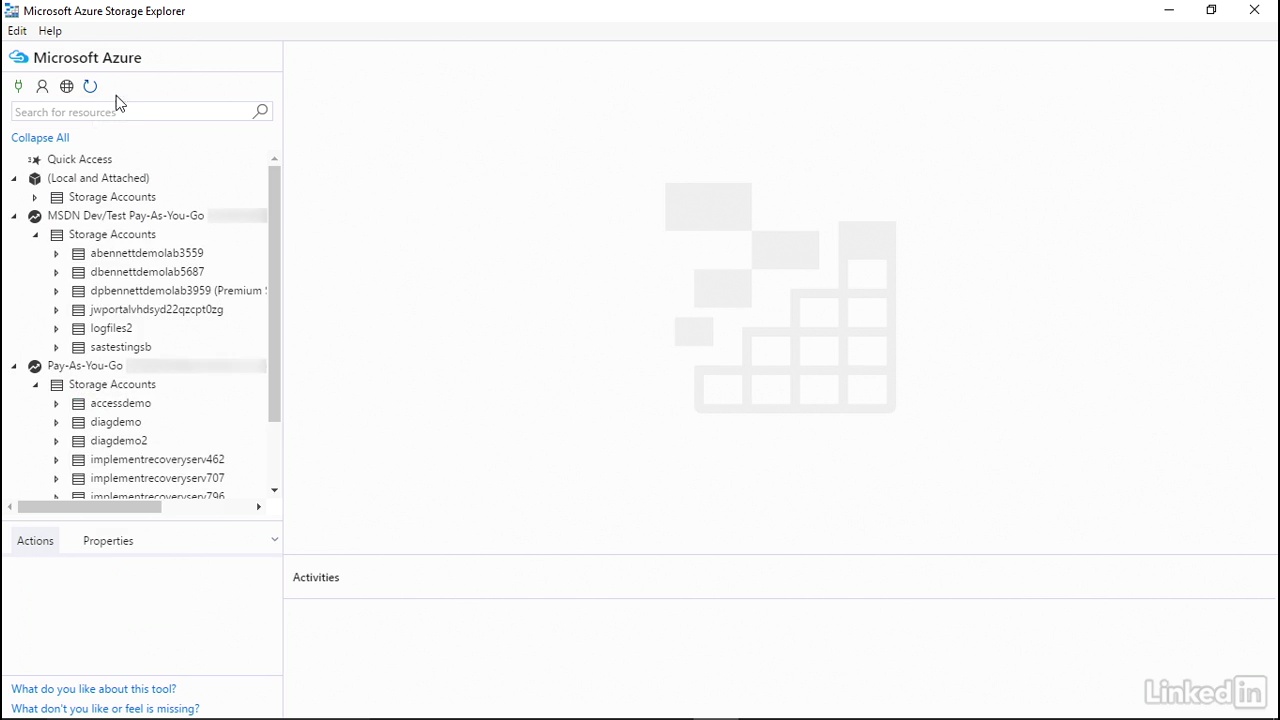 Microsoft Azure Storage Explorer
Edit Help
Microsoft Azure
Search for resources
Collapse All
Quick Access
(Local and Attached)
Storage Accounts
MSDN Dev/Test Pay-As-You-Go
Storage Accounts
abennettdemolab3559
dbennettdemolab5687
dpbennettdemolab3959 (Premium
jwportalvhdsyd22qzcpt0zg
logfiles2
sastestingsb
Pay-As-You-Go
Storage Accounts
accessdemo
diagdemo
diagdemo2
implementrecoveryserv462
implementrecoveryserv707
implementrecoveryserv796
Actions Properties
Activities
What do you like about this tool?
What don't you like or feel is missing?
Linked in